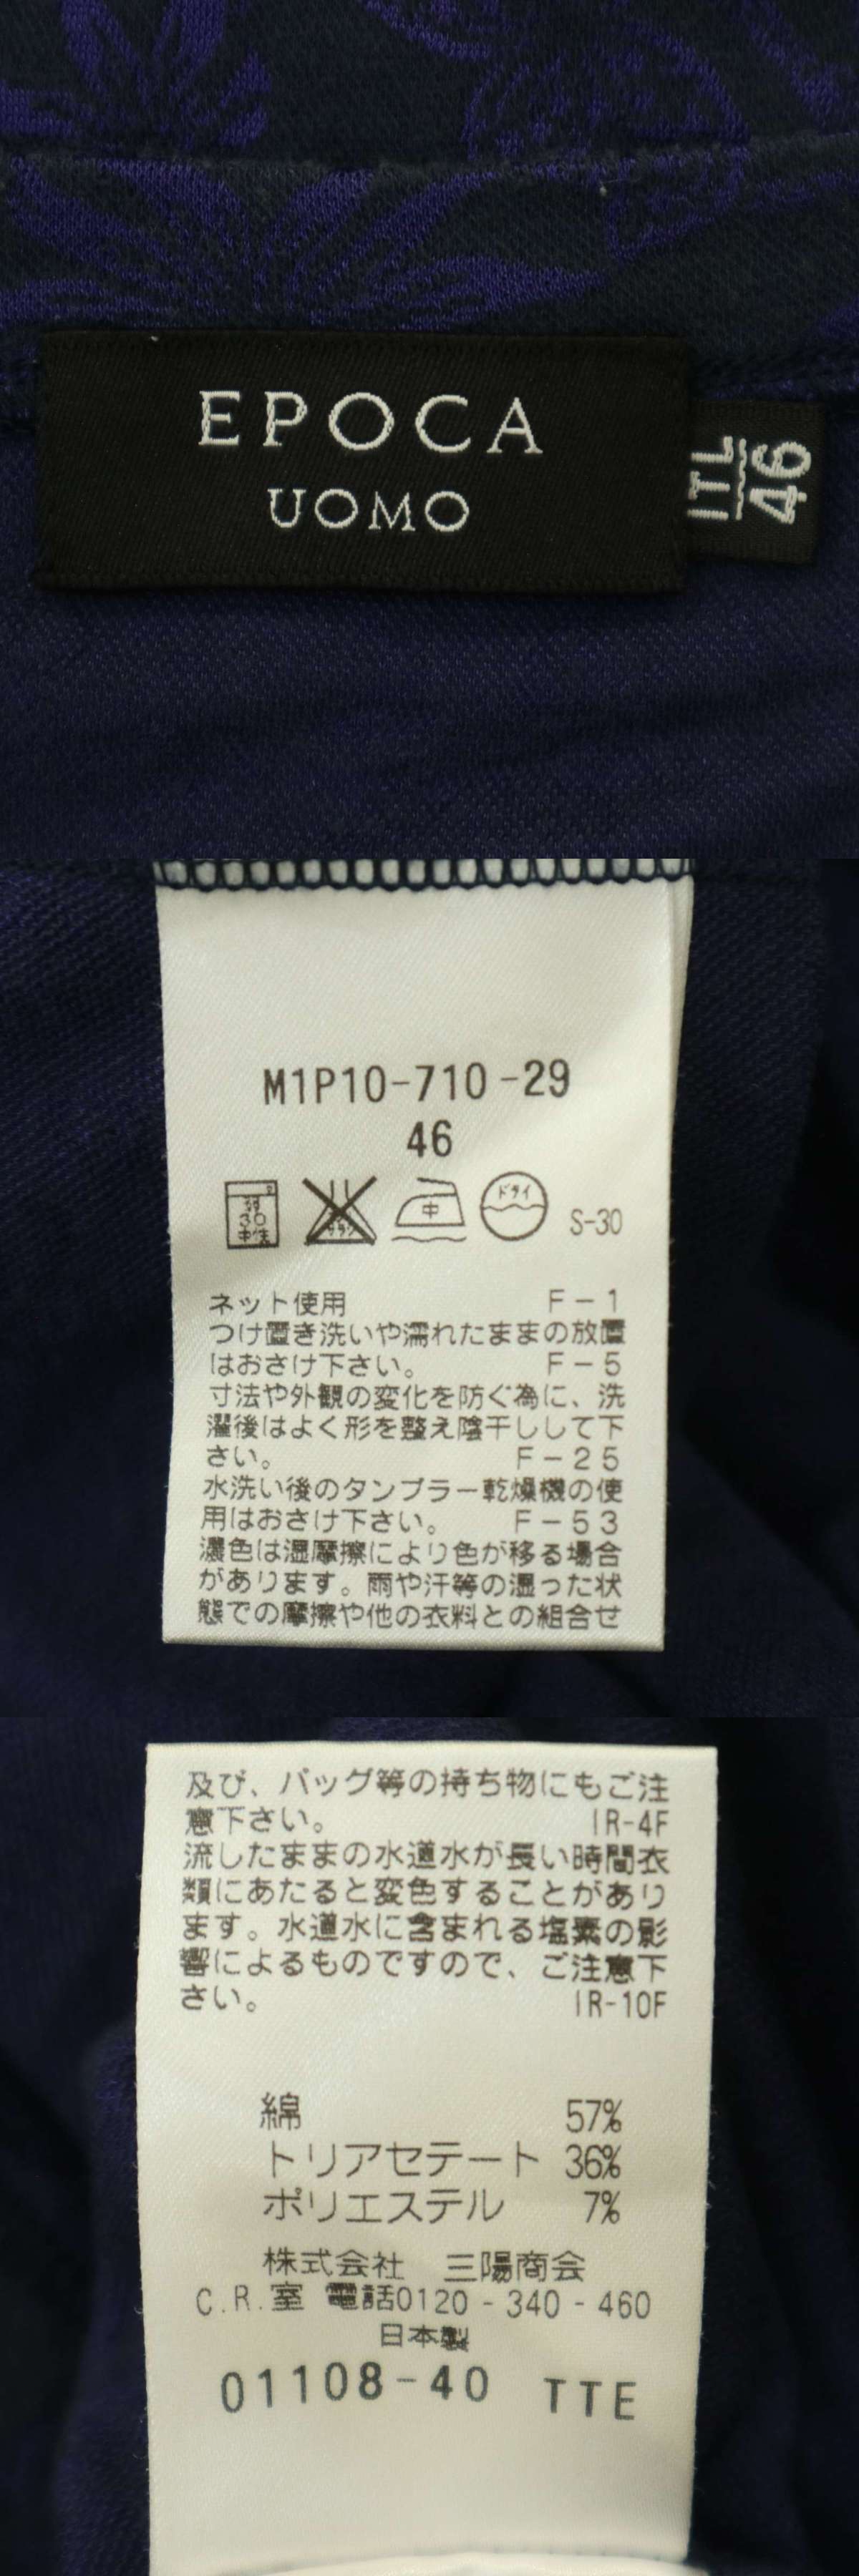 EPOCA
UOMO
ITL
46
M1P10-710-29
46
弱
30
中性
中
ドライ
S-30
ネット使用 F-1
つけ置き洗いや濡れたままの放置
はおさけ下さい。 F-5
寸法や外観の変化を防ぐ為に、洗
濯後はよく形を整え陰干しして下
さい。 F-25
水洗い後のタンブラー乾燥機の使
用はおさけ下さい。 F-53
濃色は湿摩擦により色が移る場合
があります。雨や汗等の湿った状
態での摩擦や他の衣料との組合せ
及び、バッグ等の持ち物にもご注
意下さい。 IR-4F
流したままの水道水が長い時間衣
類にあたると変色することがあり
ます。水道水に含まれる塩素の影
響によるものですので、ご注意下
さい。 IR-10F
綿 57%
トリアセテート 36%
ポリエステル 7%
株式会社 三陽商会
C.R.室 電話0120-340-460
日本製
01108-40 TTE